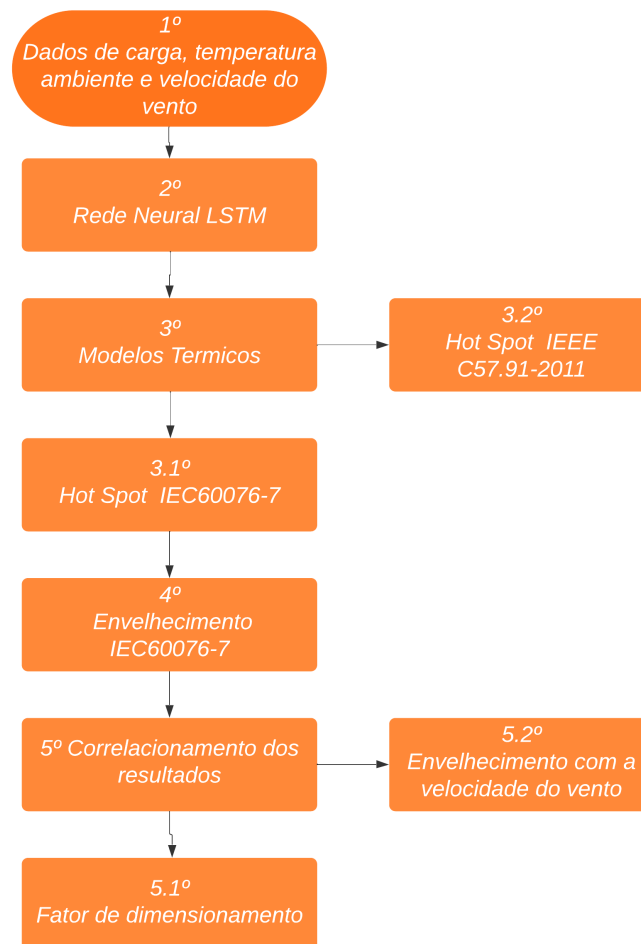 1º
Dados de carga, temperatura
ambiente e velocidade do
vento
2º
Rede Neural LSTM
3º
Modelos Termicos
3.2º
Hot Spot  IEEE
C57.91-2011
3.1º
Hot Spot  IEC60076-7
4º
Envelhecimento
IEC60076-7
5º Correlacionamento dos
resultados
5.2º
Envelhecimento com a
velocidade do vento
5.1º
Fator de dimensionamento